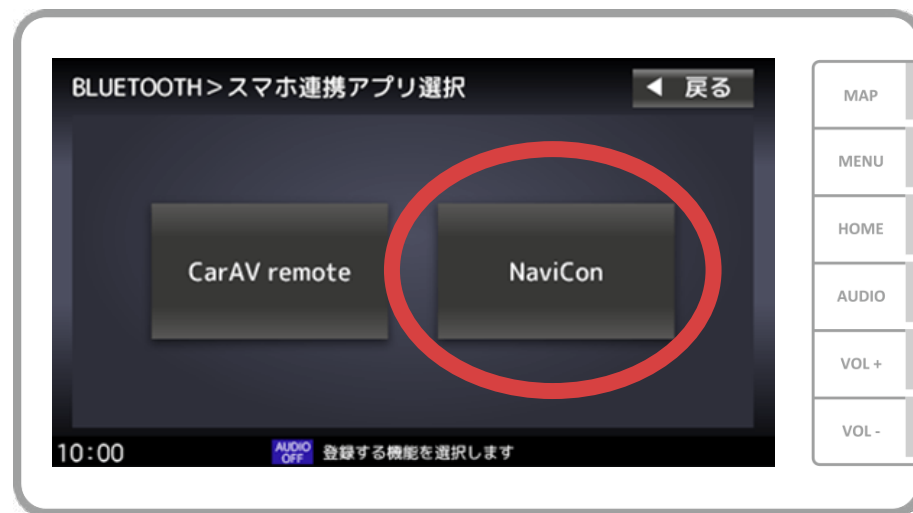 BLUETOOTH>スマホ連携アプリ選択
◀ 戻る
CarAV remote
NaviCon
10:00
AUDIO
OFF
登録する機能を選択します
MAP
MENU
HOME
AUDIO
VOL +
VOL -